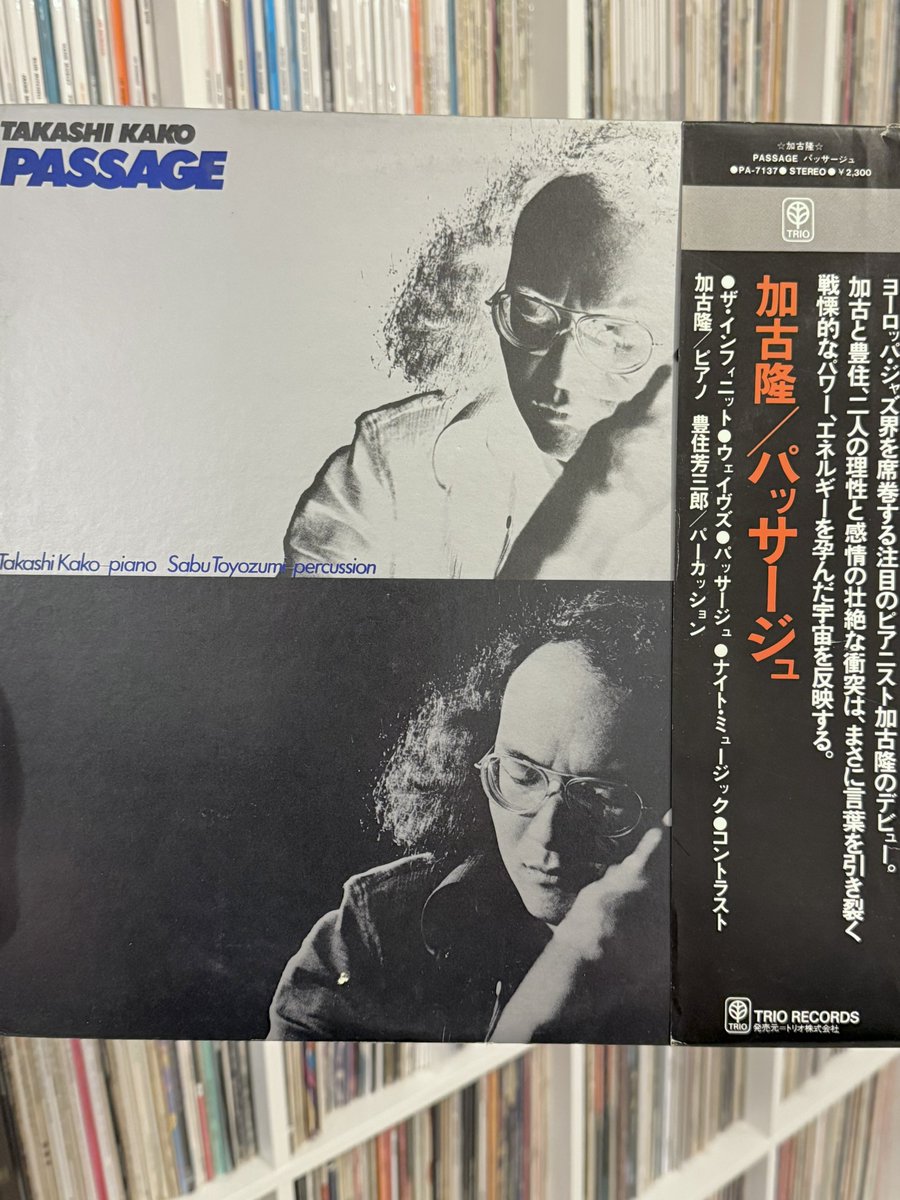 TAKASHI KAKO
PASSAGE
Takashi Kako–piano Sabu Toyozumi–percussion
☆加古隆☆
PASSAGE パッサージュ
●PA-7137●STEREO●¥2,300
TRIO
ヨーロッパ・ジャズ界を席巻する注目のピアニスト加古隆のデビュー。
加古と豊住、二人の理性と感情の壮絶な衝突は、まさに言葉を引き裂く
戦慄的なパワー、エネルギーを孕んだ宇宙を反映する。
加古隆／パッサージュ
●ザ・インフィニット●ウェイヴズ●パッサージュ●ナイト・ミュージック●コントラスト
加古隆／ピアノ 豊住芳三郎／パーカッション
TRIO
TRIO RECORDS
発売元＝トリオ株式会社